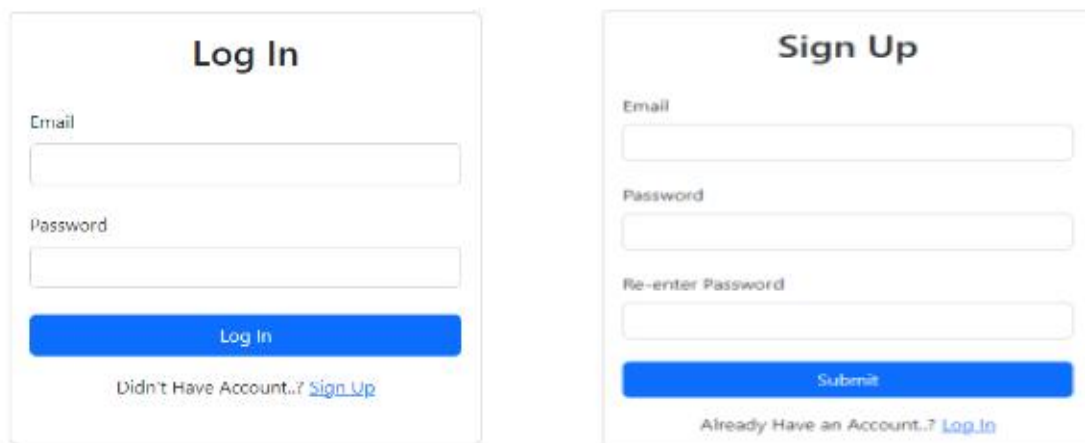 Log In
Email
Password
Log In
Didn't Have Account..? Sign Up
Sign Up
Email
Password
Re-enter Password
Submit
Already Have an Account..? Log In